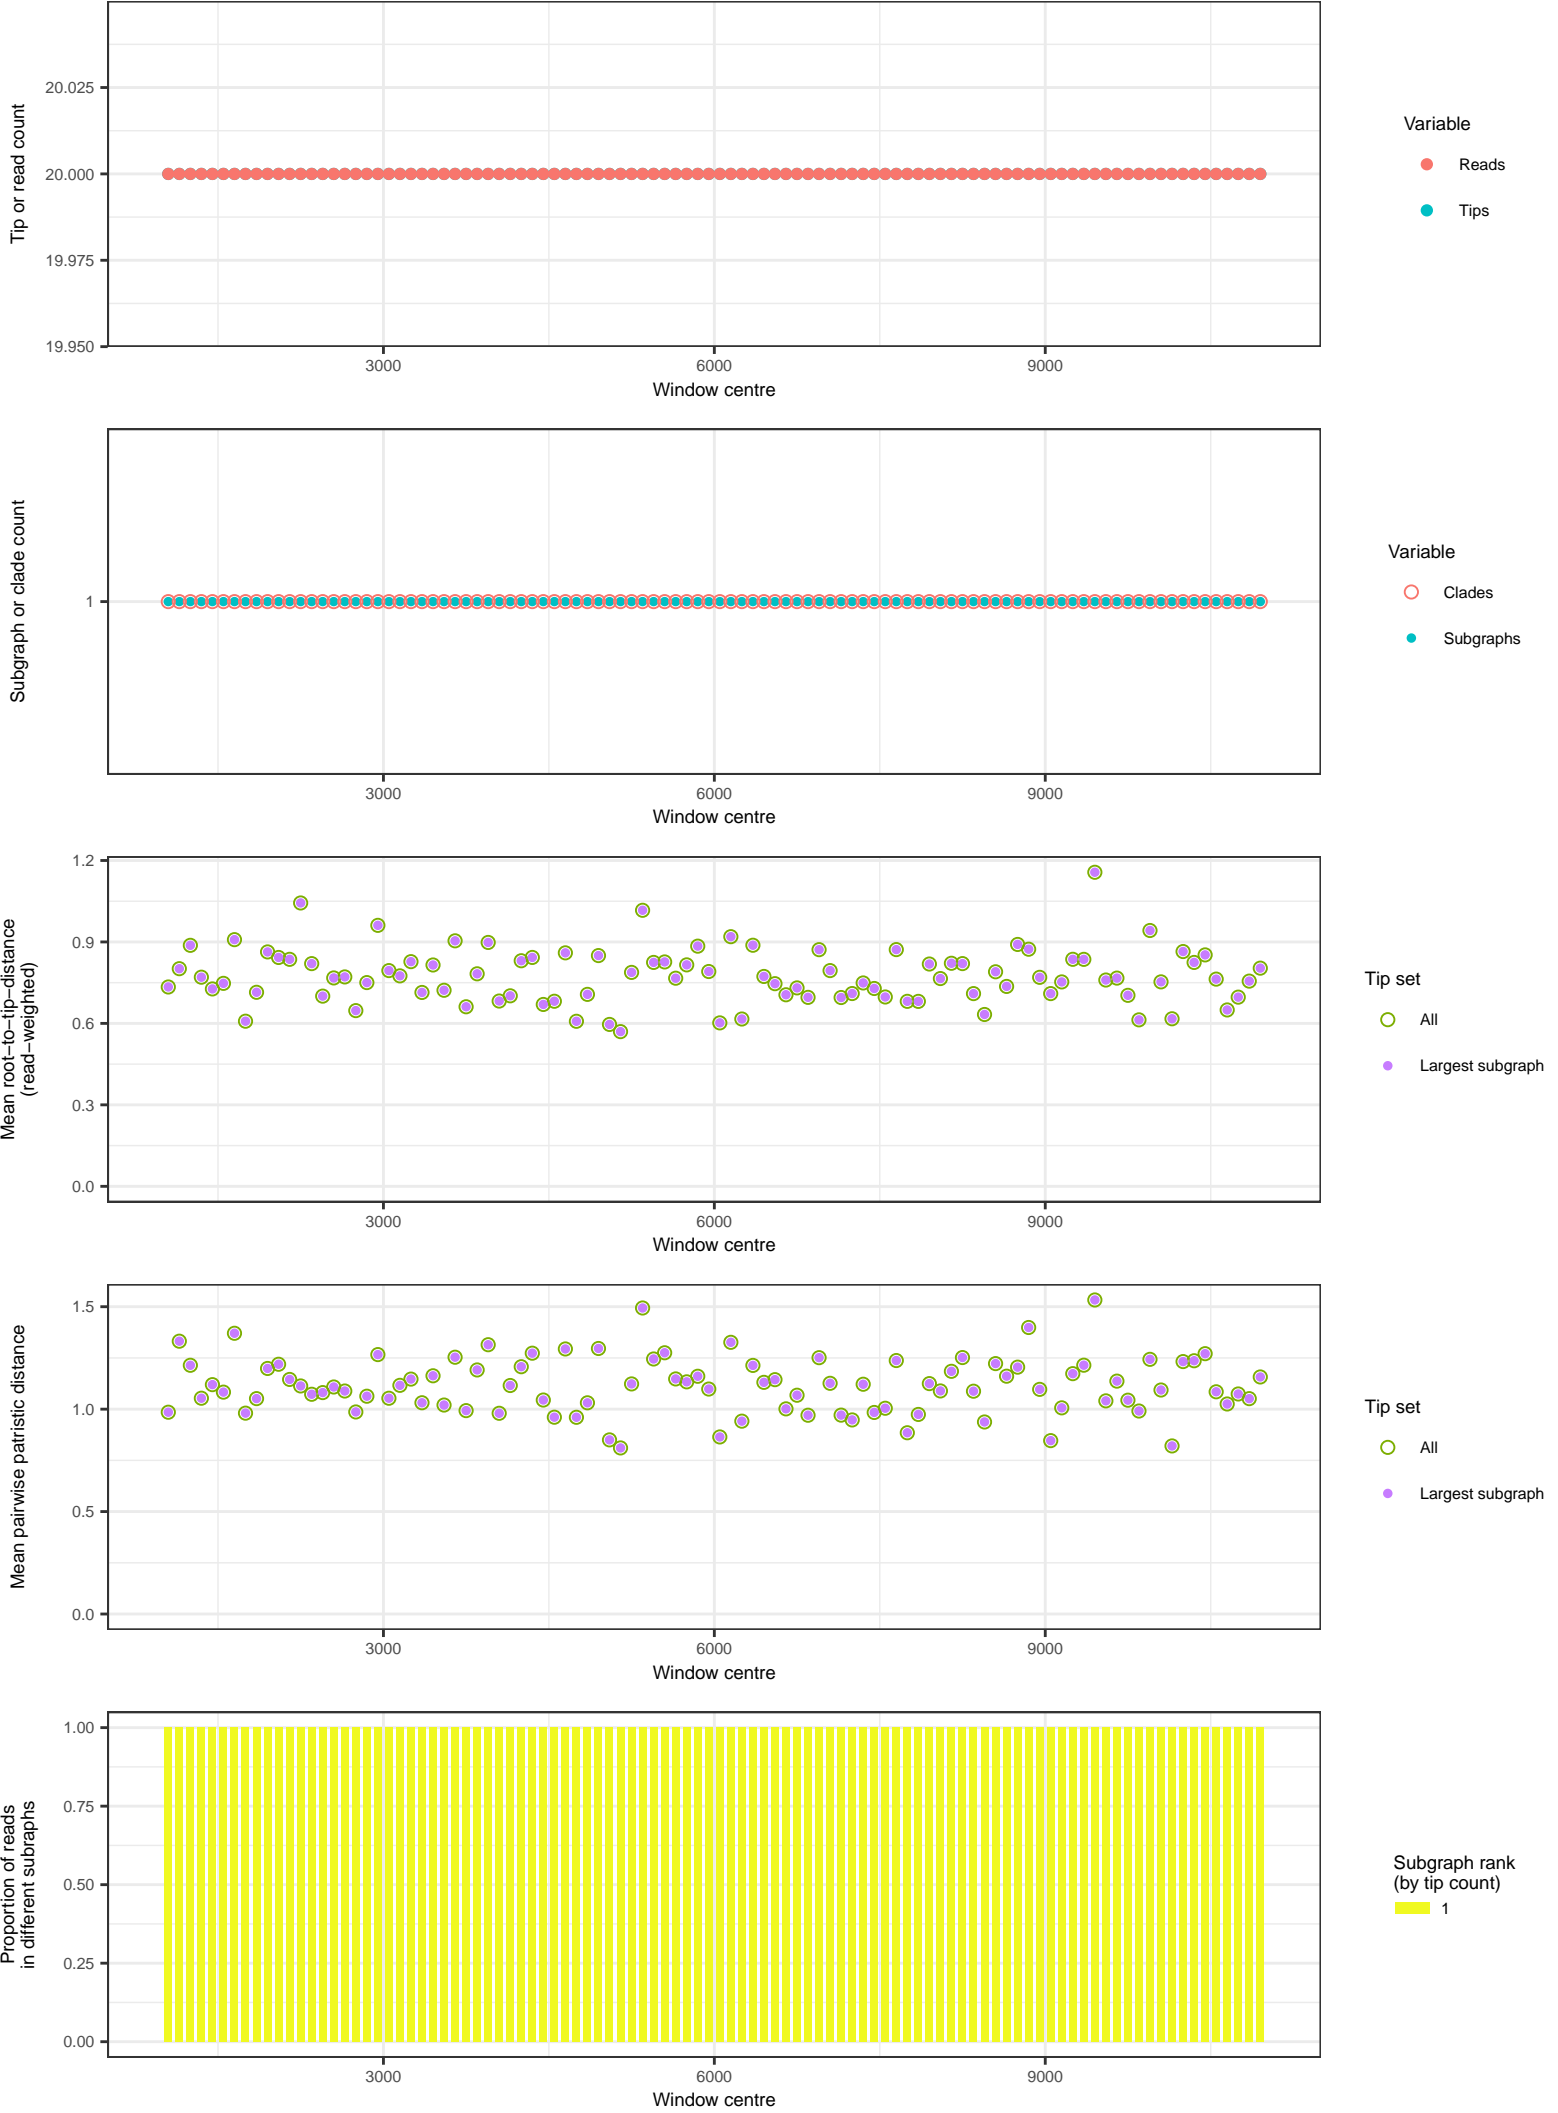 Tip or read count
20.025
20.000
19.975
19.950
3000
6000
9000
Window centre
Variable
Reads
Tips
Subgraph or clade count
1
3000
6000
9000
Window centre
Variable
Clades
Subgraphs
Mean root−to−tip−distance
(read−weighted)
1.2
0.9
0.6
0.3
0.0
3000
6000
9000
Window centre
Tip set
All
Largest subgraph
Mean pairwise patristic distance
1.5
1.0
0.5
0.0
3000
6000
9000
Window centre
Tip set
All
Largest subgraph
Proportion of reads
in different subraphs
1.00
0.75
0.50
0.25
0.00
3000
6000
9000
Window centre
Subgraph rank
(by tip count)
1